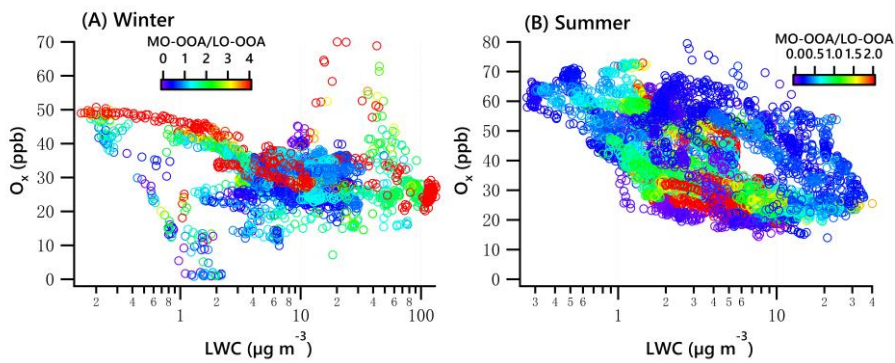 (A) Winter
MO-OOA/LO-OOA
0 1 2 3 4
70
60
50
40
30
20
10
0
Ox (ppb)
2 4 6 8 2 4 6 8 2 4 6 8
1 10 100
LWC (μg m⁻³)
(B) Summer
MO-OOA/LO-OOA
0.00.51.01.52.0
80
70
60
50
40
30
20
10
0
Ox (ppb)
3 4 5 6 2 3 4 5 6 2 3 4
1 10
LWC (μg m⁻³)